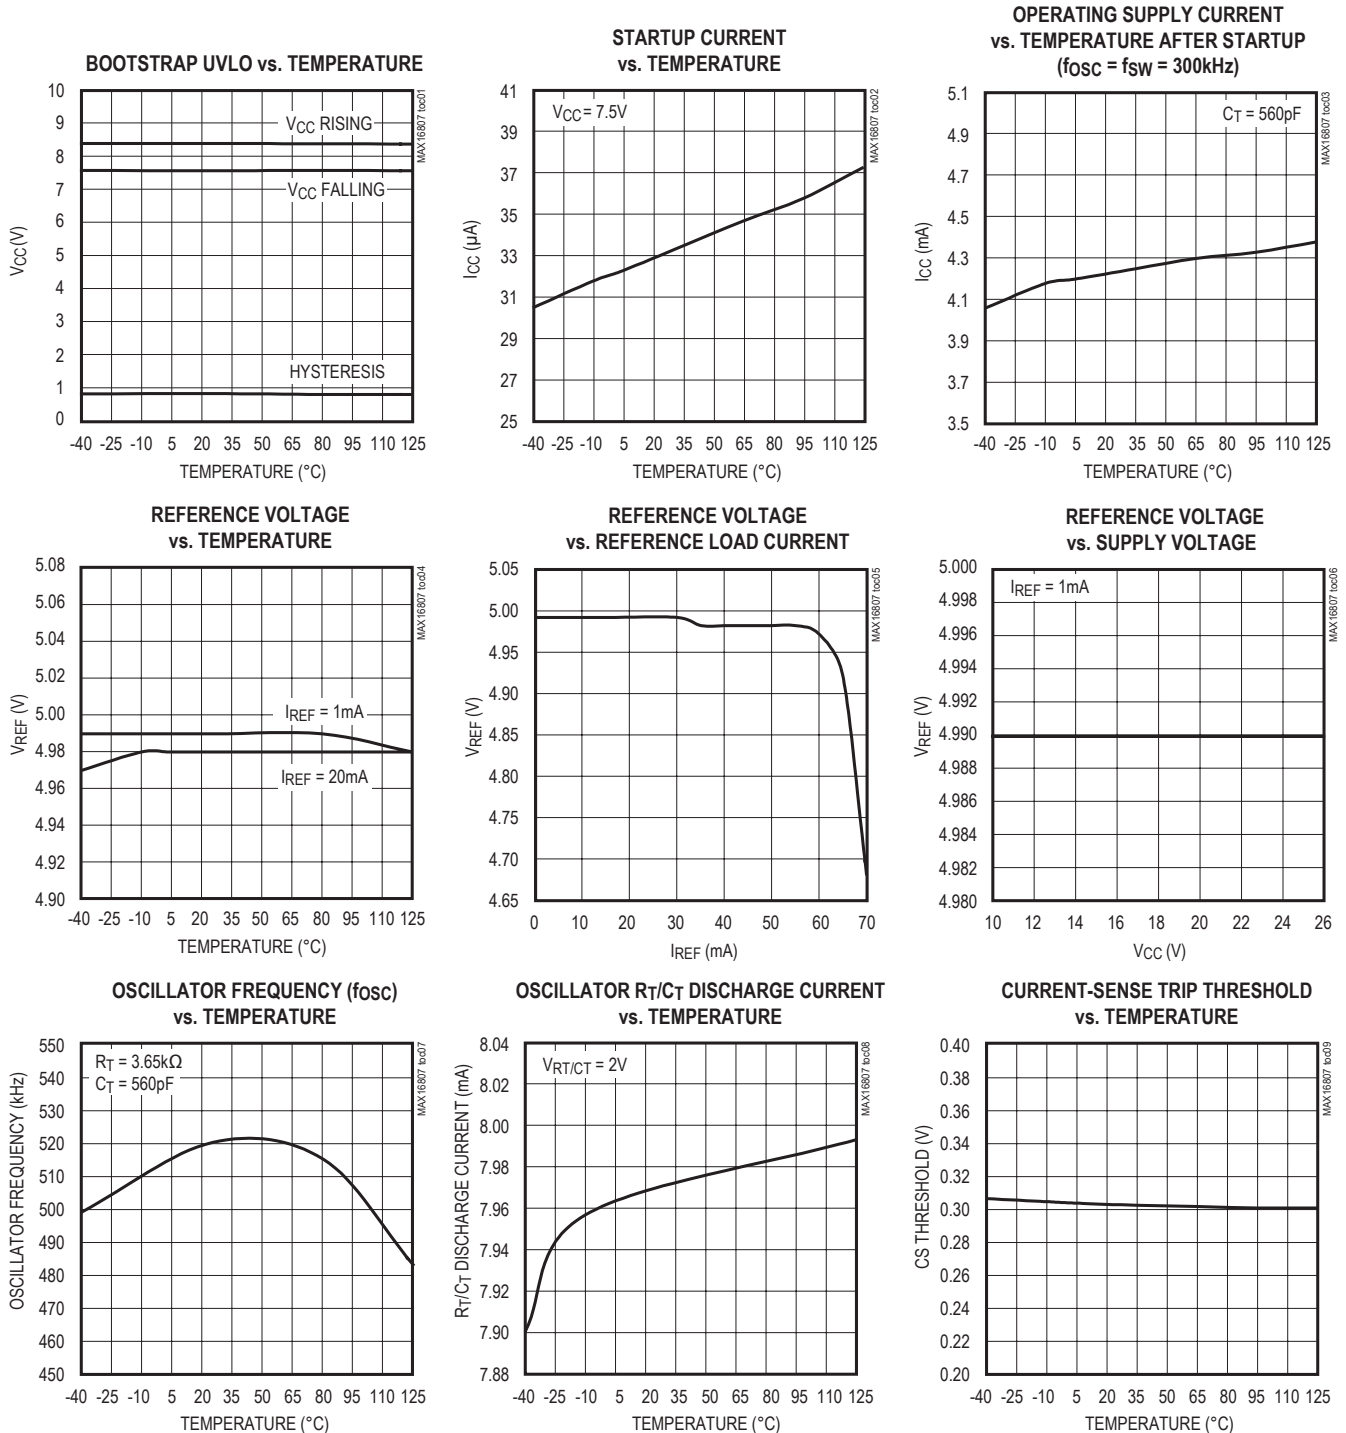 BOOTSTRAP UVLO vs. TEMPERATURE
10
9
8
7
6
5
4
3
2
1
0
VCC (V)
VCC RISING
VCC FALLING
HYSTERESIS
MAX16807 toc01
-40 -25 -10 5 20 35 50 65 80 95 110 125
TEMPERATURE (°C)
STARTUP CURRENT
vs. TEMPERATURE
41
39
37
35
33
31
29
27
25
ICC (µA)
VCC = 7.5V
MAX16807 toc02
-40 -25 -10 5 20 35 50 65 80 95 110 125
TEMPERATURE (°C)
OPERATING SUPPLY CURRENT
vs. TEMPERATURE AFTER STARTUP
(fOSC = fSW = 300kHz)
5.1
4.9
4.7
4.5
4.3
4.1
3.9
3.7
3.5
ICC (mA)
CT = 560pF
MAX16807 toc03
-40 -25 -10 5 20 35 50 65 80 95 110 125
TEMPERATURE (°C)
REFERENCE VOLTAGE
vs. TEMPERATURE
5.08
5.06
5.04
5.02
5.00
4.98
4.96
4.94
4.92
4.90
VREF (V)
IREF = 1mA
IREF = 20mA
MAX16807 toc04
-40 -25 -10 5 20 35 50 65 80 95 110 125
TEMPERATURE (°C)
REFERENCE VOLTAGE
vs. REFERENCE LOAD CURRENT
5.05
5.00
4.95
4.90
4.85
4.80
4.75
4.70
4.65
VREF (V)
MAX16807 toc05
0 10 20 30 40 50 60 70
IREF (mA)
REFERENCE VOLTAGE
vs. SUPPLY VOLTAGE
5.000
4.998
4.996
4.994
4.992
4.990
4.988
4.986
4.984
4.982
4.980
VREF (V)
IREF = 1mA
MAX16807 toc06
10 12 14 16 18 20 22 24 26
VCC (V)
OSCILLATOR FREQUENCY (fOSC)
vs. TEMPERATURE
550
540
530
520
510
500
490
480
470
460
450
OSCILLATOR FREQUENCY (kHz)
RT = 3.65kΩ
CT = 560pF
MAX16807 toc07
-40 -25 -10 5 20 35 50 65 80 95 110 125
TEMPERATURE (°C)
OSCILLATOR RT/CT DISCHARGE CURRENT
vs. TEMPERATURE
8.04
8.02
8.00
7.98
7.96
7.94
7.92
7.90
7.88
RT/CT DISCHARGE CURRENT (mA)
VRT/CT = 2V
MAX16807 toc08
-40 -25 -10 5 20 35 50 65 80 95 110 125
TEMPERATURE (°C)
CURRENT-SENSE TRIP THRESHOLD
vs. TEMPERATURE
0.40
0.38
0.36
0.34
0.32
0.30
0.28
0.26
0.24
0.22
0.20
CS THRESHOLD (V)
MAX16807 toc09
-40 -25 -10 5 20 35 50 65 80 95 110 125
TEMPERATURE (°C)